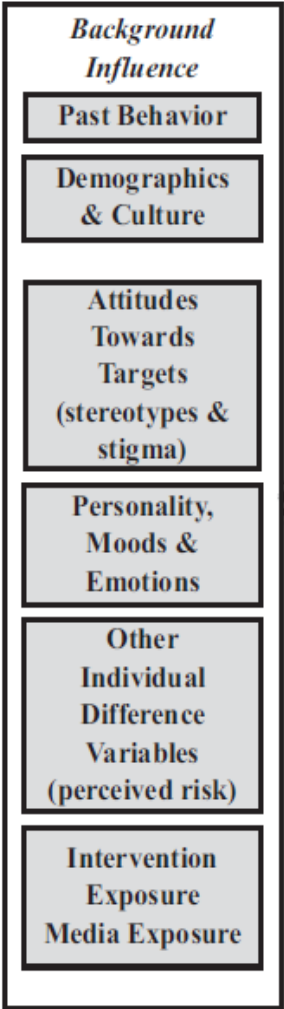 Background
Influence
Past Behavior
Demographics
& Culture
Attitudes
Towards
Targets
(stereotypes &
stigma)
Personality,
Moods &
Emotions
Other
Individual
Difference
Variables
(perceived risk)
Intervention
Exposure
Media Exposure